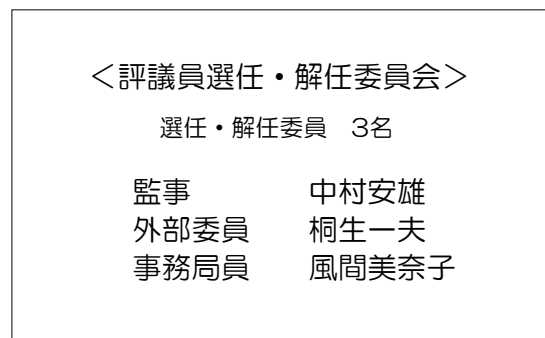 ＜評議員選任・解任委員会＞
選任・解任委員　3名
監事　中村安雄
外部委員　桐生一夫
事務局員　風間美奈子